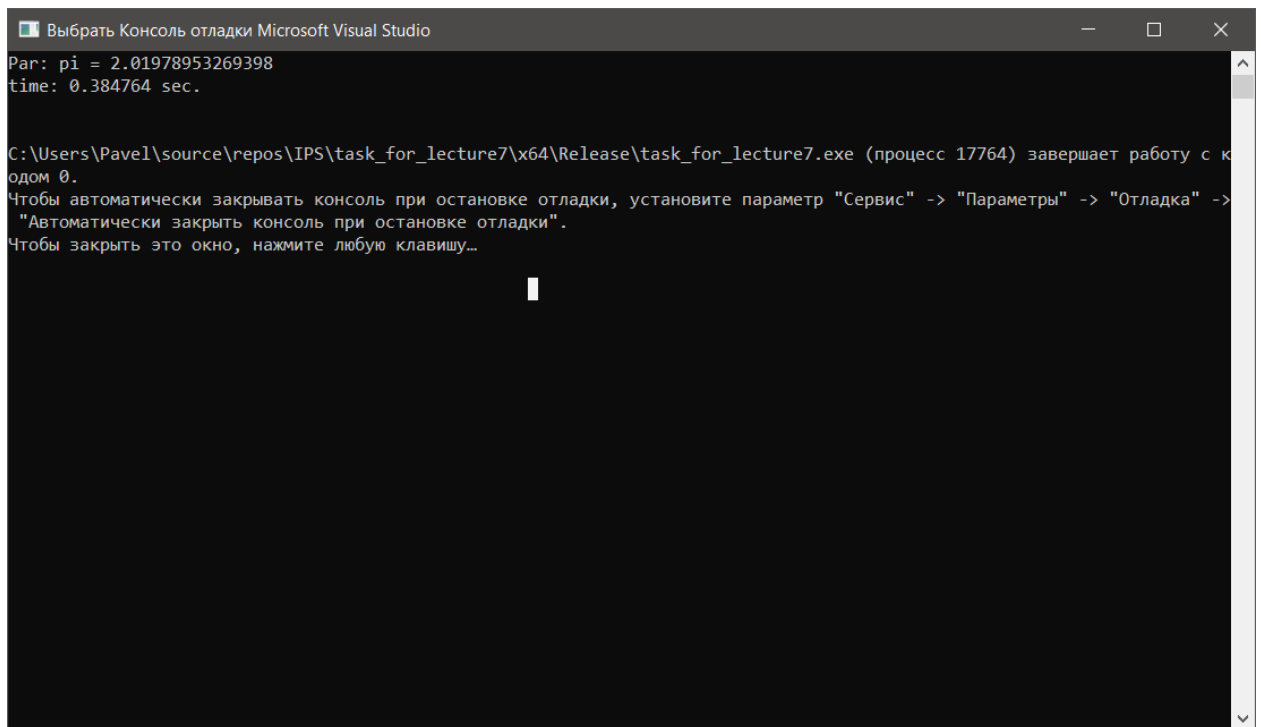 Выбрать Консоль отладки Microsoft Visual Studio
Par: pi = 2.01978953269398
time: 0.384764 sec.
C:\Users\Pavel\source\repos\IPS\task_for_lecture7\x64\Release\task_for_lecture7.exe (процесс 17764) завершает работу с к
одом 0.
Чтобы автоматически закрывать консоль при остановке отладки, установите параметр "Сервис" -> "Параметры" -> "Отладка" ->
 "Автоматически закрыть консоль при остановке отладки".
Чтобы закрыть это окно, нажмите любую клавишу…